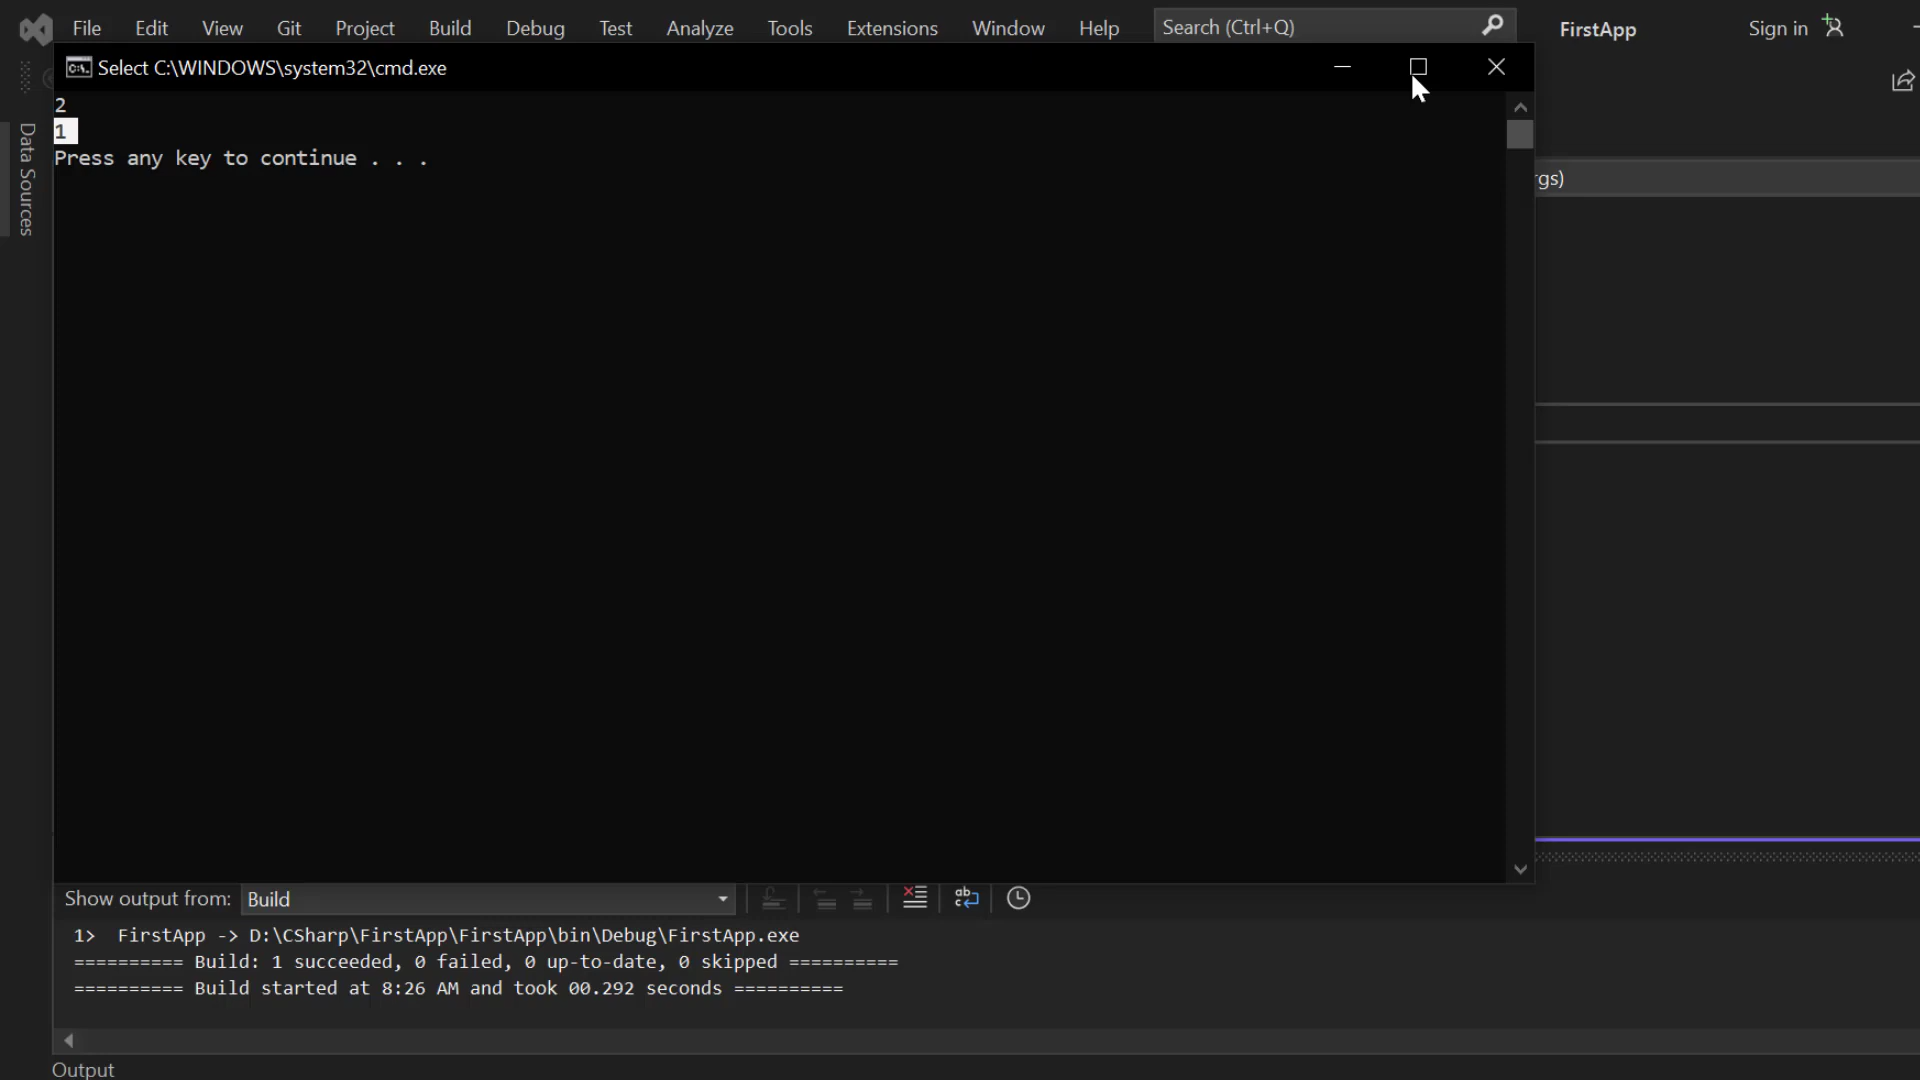 File Edit View Git Project Build Debug Test Analyze Tools Extensions Window Help Search (Ctrl+Q) FirstApp Sign in
Select C:\WINDOWS\system32\cmd.exe
2
1
Press any key to continue . . .
Data Sources
rgs)
Show output from: Build
1>  FirstApp -> D:\CSharp\FirstApp\FirstApp\bin\Debug\FirstApp.exe
========== Build: 1 succeeded, 0 failed, 0 up-to-date, 0 skipped ==========
========== Build started at 8:26 AM and took 00.292 seconds ==========
Output